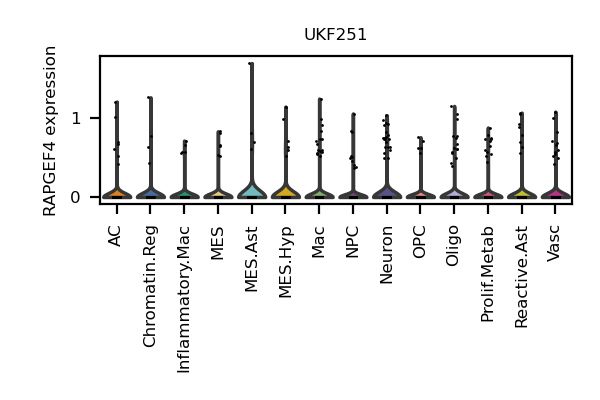 UKF251
RAPGEF4 expression
1
0
AC
Chromatin.Reg
Inflammatory.Mac
MES
MES.Ast
MES.Hyp
Mac
NPC
Neuron
OPC
Oligo
Prolif.Metab
Reactive.Ast
Vasc